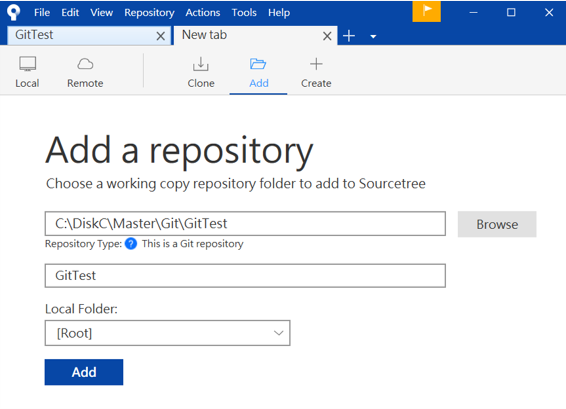 File Edit View Repository Actions Tools Help
GitTest New tab
Local Remote Clone Add Create
Add a repository
Choose a working copy repository folder to add to Sourcetree
C:\DiskC\Master\Git\GitTest Browse
Repository Type: ? This is a Git repository
GitTest
Local Folder:
[Root]
Add